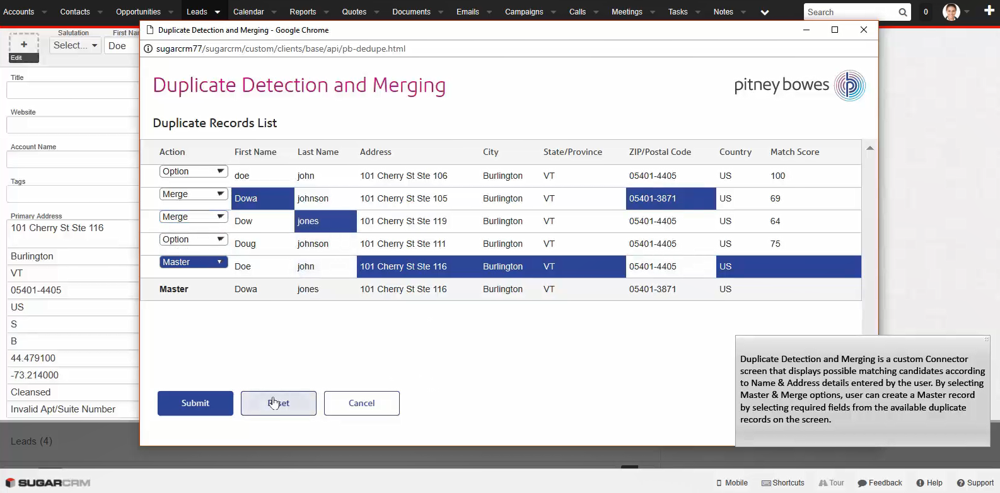 Accounts Contacts Opportunities Leads Calendar Reports Quotes Documents Emails Campaigns Calls Meetings Tasks Notes Search 0
Duplicate Detection and Merging - Google Chrome
sugarcrm77/sugarcrm/custom/clients/base/api/pb-dedupe.html
Salutation
Select... Doe
Edit
Title
Website
Account Name
Tags
Primary Address
101 Cherry St Ste 116
Burlington
VT
05401-4405
US
S
B
44.479100
-73.214000
Cleansed
Invalid Apt/Suite Number
Leads (4)
Duplicate Detection and Merging
pitney bowes
Duplicate Records List
Action First Name Last Name Address City State/Province ZIP/Postal Code Country Match Score
Option doe john 101 Cherry St Ste 106 Burlington VT 05401-4405 US 100
Merge Dowa johnson 101 Cherry St Ste 105 Burlington VT 05401-3871 US 69
Merge Dow jones 101 Cherry St Ste 119 Burlington VT 05401-4405 US 64
Option Doug johnson 101 Cherry St Ste 111 Burlington VT 05401-4405 US 75
Master Doe john 101 Cherry St Ste 116 Burlington VT 05401-4405 US
Master Dowa jones 101 Cherry St Ste 116 Burlington VT 05401-3871 US
Submit Reset Cancel
Duplicate Detection and Merging is a custom Connector
screen that displays possible matching candidates according
to Name & Address details entered by the user. By selecting
Master & Merge options, user can create a Master record
by selecting required fields from the available duplicate
records on the screen.
SUGARCRM
Mobile Shortcuts Tour Feedback Help Support